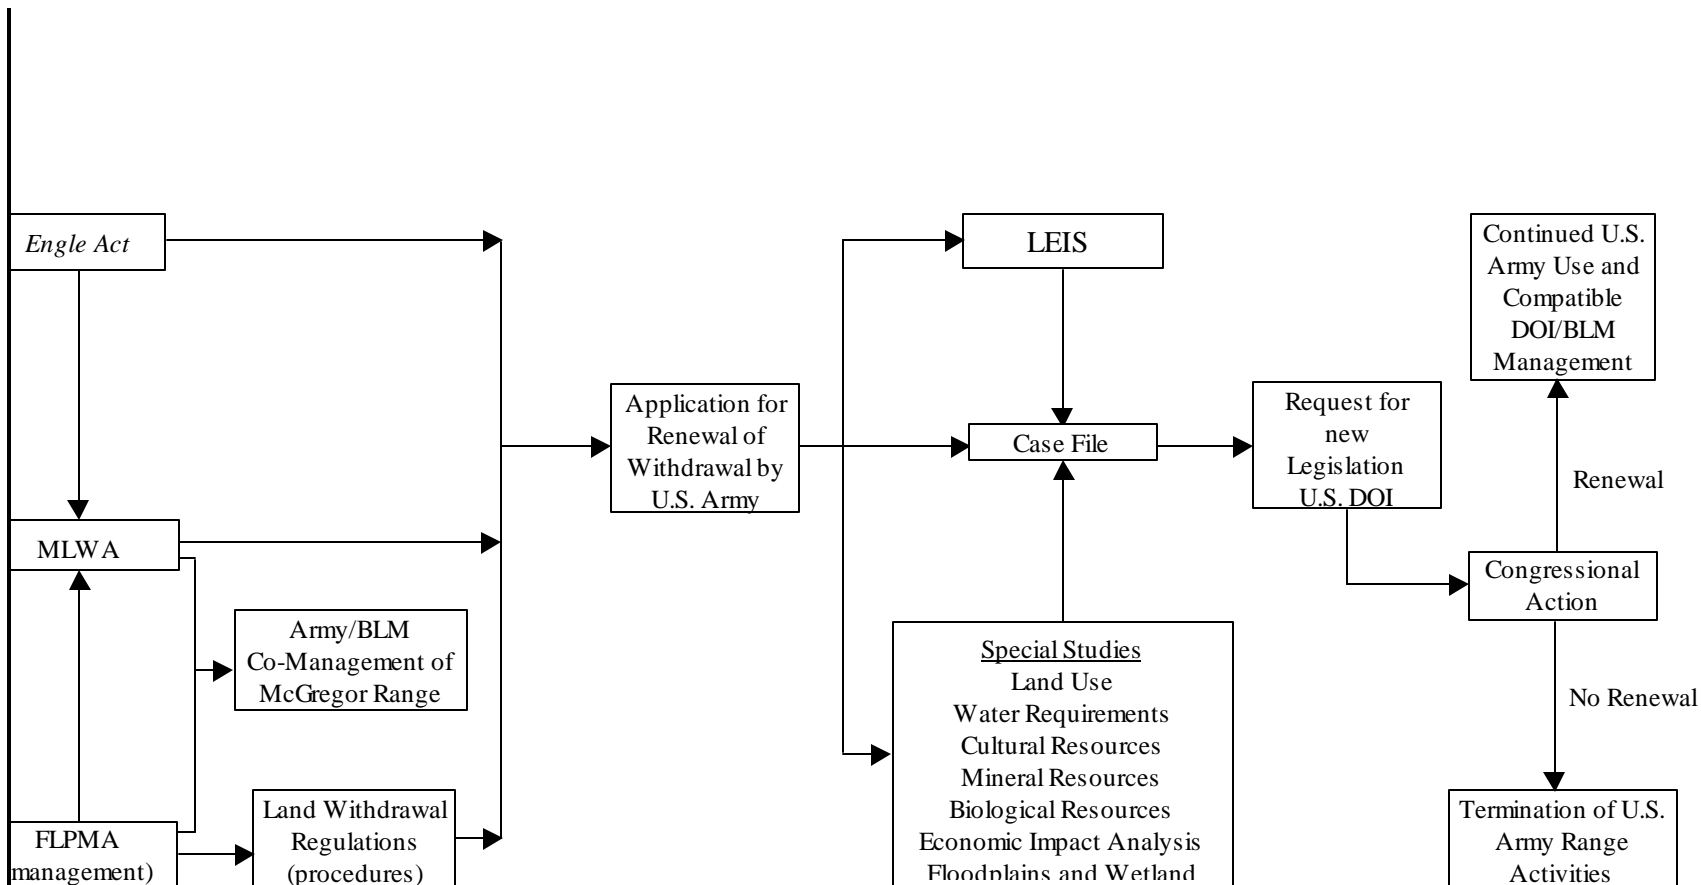 Engle Act
MLWA
FLPMA
management)
Army/BLM
Co-Management of
McGregor Range
Land Withdrawal
Regulations
(procedures)
Application for
Renewal of
Withdrawal by
U.S. Army
LEIS
Case File
Special Studies
Land Use
Water Requirements
Cultural Resources
Mineral Resources
Biological Resources
Economic Impact Analysis
Floodplains and Wetland
Request for
new
Legislation
U.S. DOI
Continued U.S.
Army Use and
Compatible
DOI/BLM
Management
Renewal
Congressional
Action
No Renewal
Termination of U.S.
Army Range
Activities